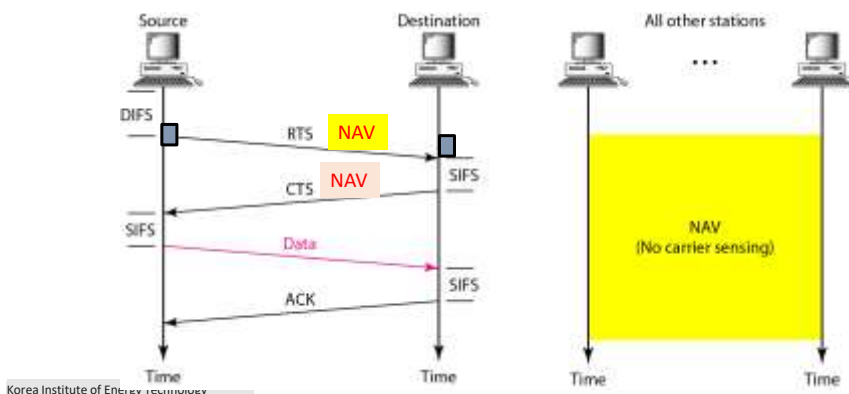 Source
Destination
All other stations
...
DIFS
RTS
NAV
SIFS
CTS
NAV
SIFS
Data
NAV
(No carrier sensing)
SIFS
ACK
Time
Time
Time
Time
Korea Institute of Energy Technology